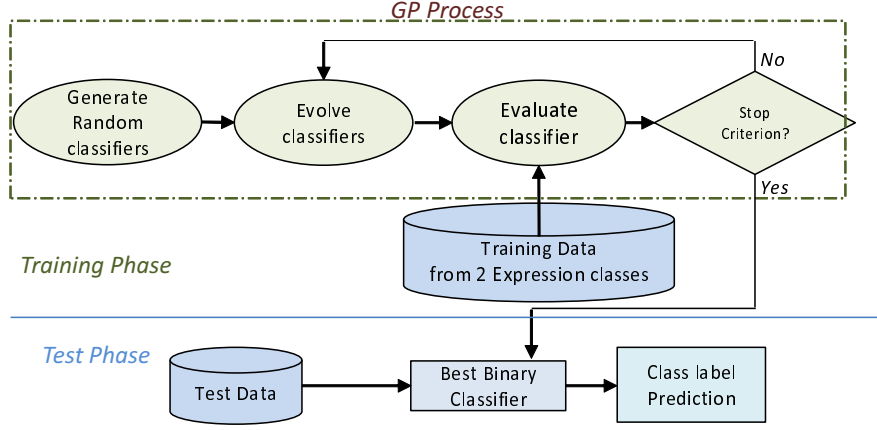 GP Process
No
Generate
Random
classifiers
Evolve
classifiers
Evaluate
classifier
Stop
Criterion?
Yes
Training Data
from 2 Expression classes
Training Phase
Test Phase
Test Data
Best Binary
Classifier
Class label
Prediction